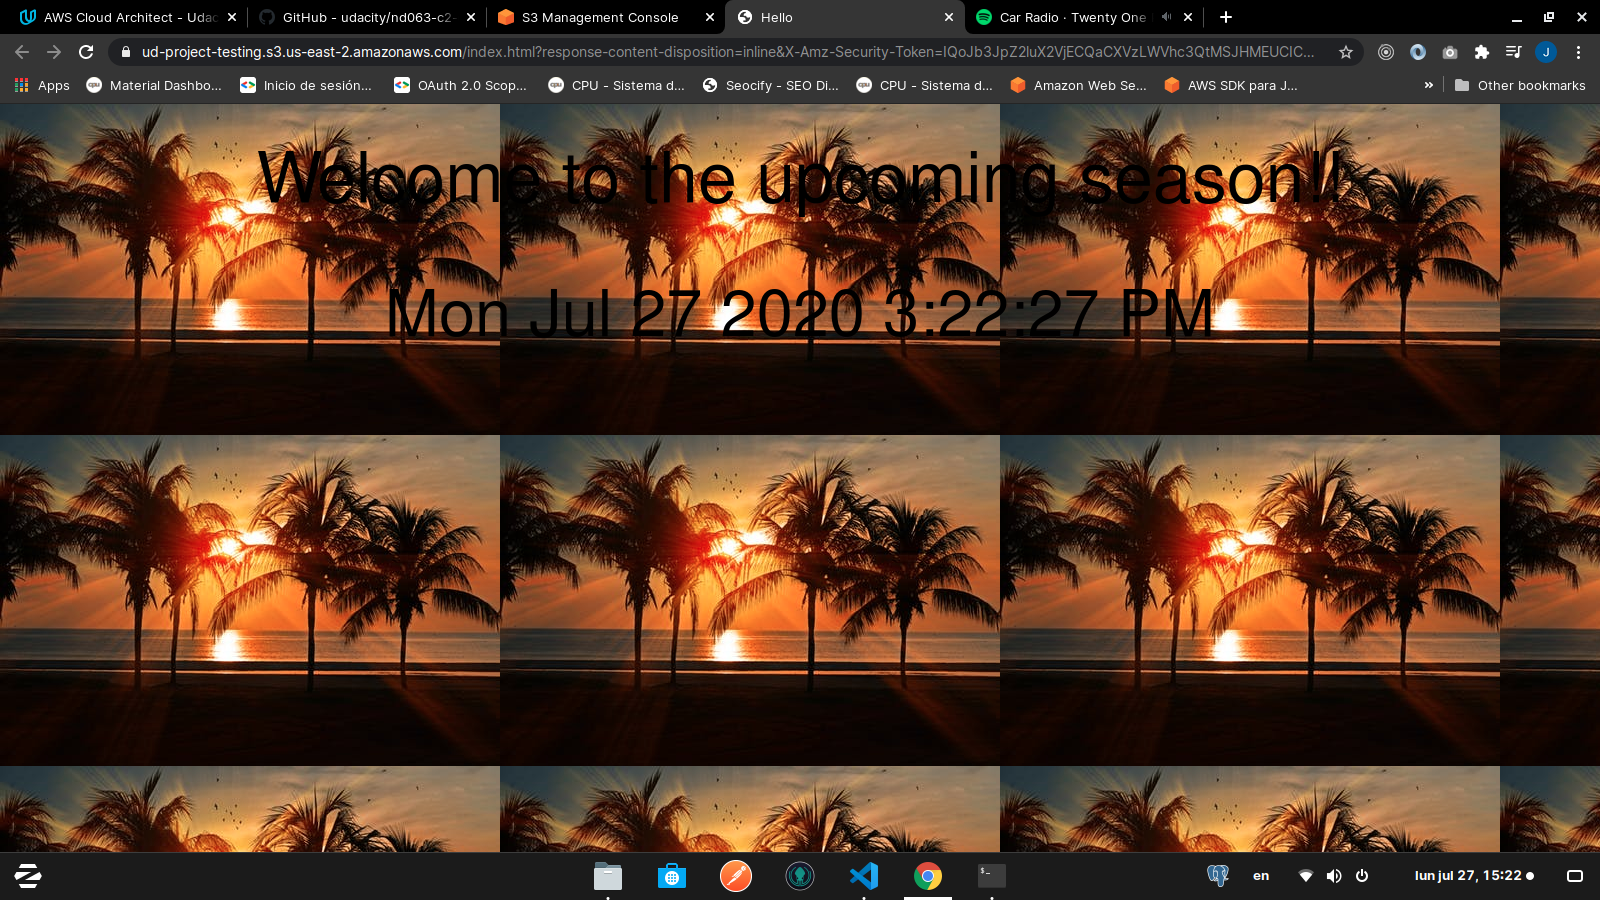 AWS Cloud Architect - Udac
GitHub - udacity/nd063-c2-
S3 Management Console
Hello
Car Radio · Twenty One
ud-project-testing.s3.us-east-2.amazonaws.com/index.html?response-content-disposition=inline&X-Amz-Security-Token=IQoJb3JpZ2luX2VjECQaCXVzLWVhc3QtMSJHMEUCIC...
J
Apps
Material Dashbo...
Inicio de sesión...
OAuth 2.0 Scop...
CPU - Sistema d...
Seocify - SEO Di...
CPU - Sistema d...
Amazon Web Se...
AWS SDK para J...
»
Other bookmarks
Welcome to the upcoming season!!
Mon Jul 27 2020 3:22:27 PM
en
lun jul 27, 15:22